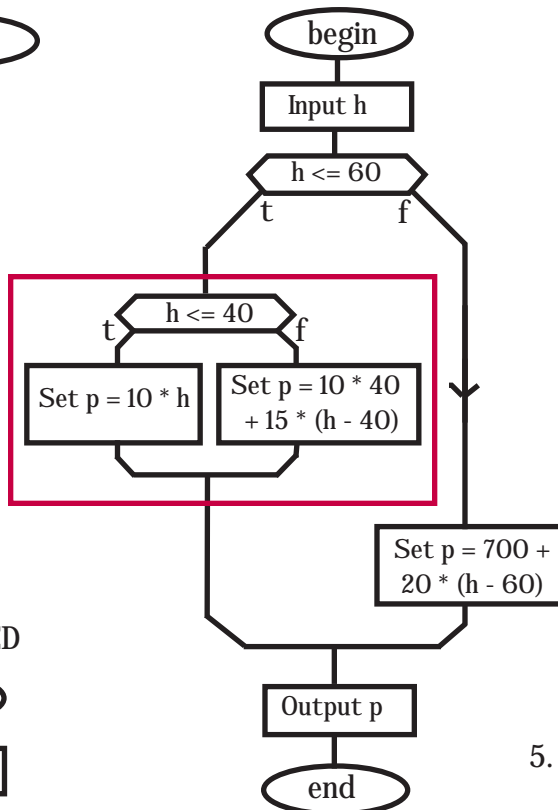 begin
Input h
h <= 60
t
f
h <= 40
t
f
Set p = 10 * h
Set p = 10 * 40
+ 15 * (h - 40)
Set p = 700 +
20 * (h - 60)
D
Output p
5.
end